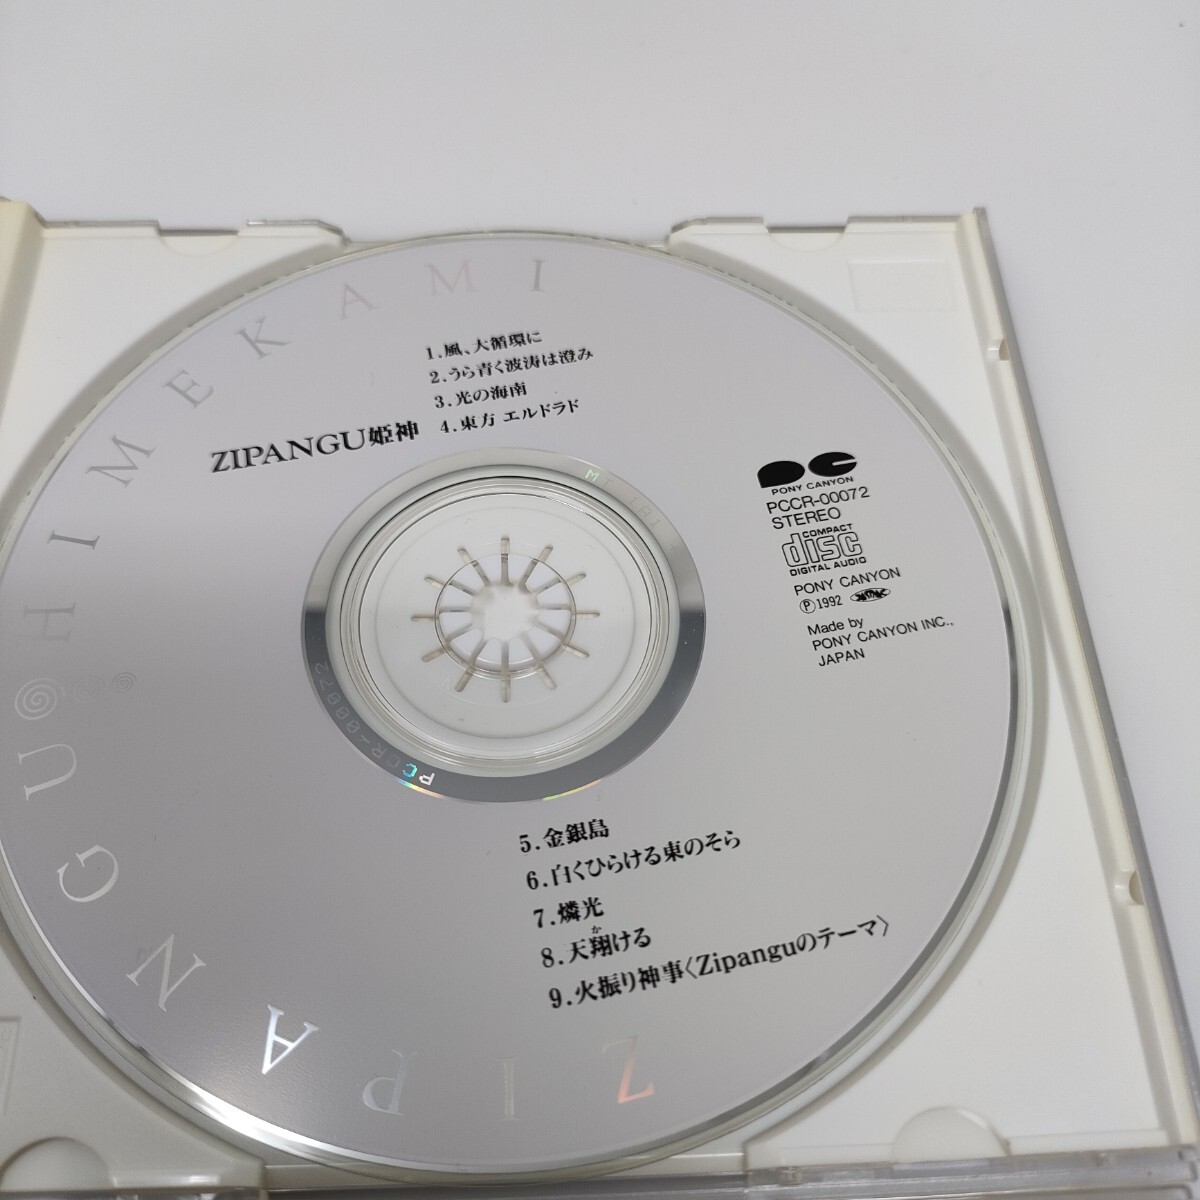 ZIPANGU HIMEKAMI
ZIPANGU姫神
1.風、大循環に
2.うら青く波涛は澄み
3.光の海南
4.東方 エルドラド
PONY CANYON
PCCR-00072
STEREO
COMPACT
disc
DIGITAL AUDIO
PONY CANYON
Ⓟ1992
Made by
PONY CANYON INC.,
JAPAN
5.金銀島
6.白くひらける東のそら
7.燐光
か
8.天翔ける
9.火振り神事〈Zipanguのテーマ〉
PCCR-00072